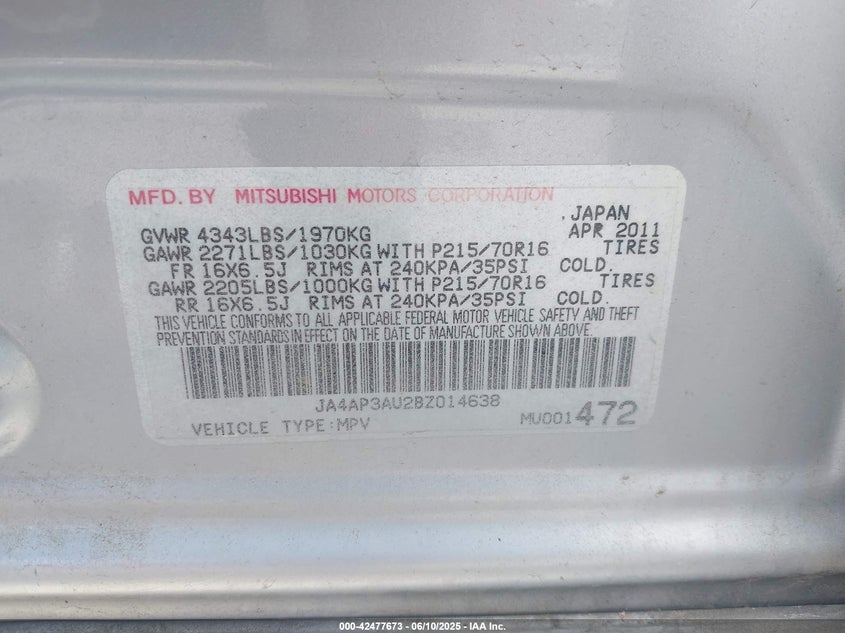 MFD. BY MITSUBISHI MOTORS CORPORATION
. JAPAN
GVWR 4343LBS/1970KG APR 2011
GAWR 2271LBS/1030KG WITH P215/70R16 TIRES
FR 16X6.5J RIMS AT 240KPA/35PSI COLD.
GAWR 2205LBS/1000KG WITH P215/70R16 TIRES
RR 16X6.5J RIMS AT 240KPA/35PSI COLD.
THIS VEHICLE CONFORMS TO ALL APPLICABLE FEDERAL MOTOR VEHICLE SAFETY AND THEFT
PREVENTION STANDARDS IN EFFECT ON THE DATE OF MANUFACTURE SHOWN ABOVE.
JA4AP3AU2BZ014638
VEHICLE TYPE:MPV MU001472
000-42477673 - 06/10/2025 - IAA Inc.